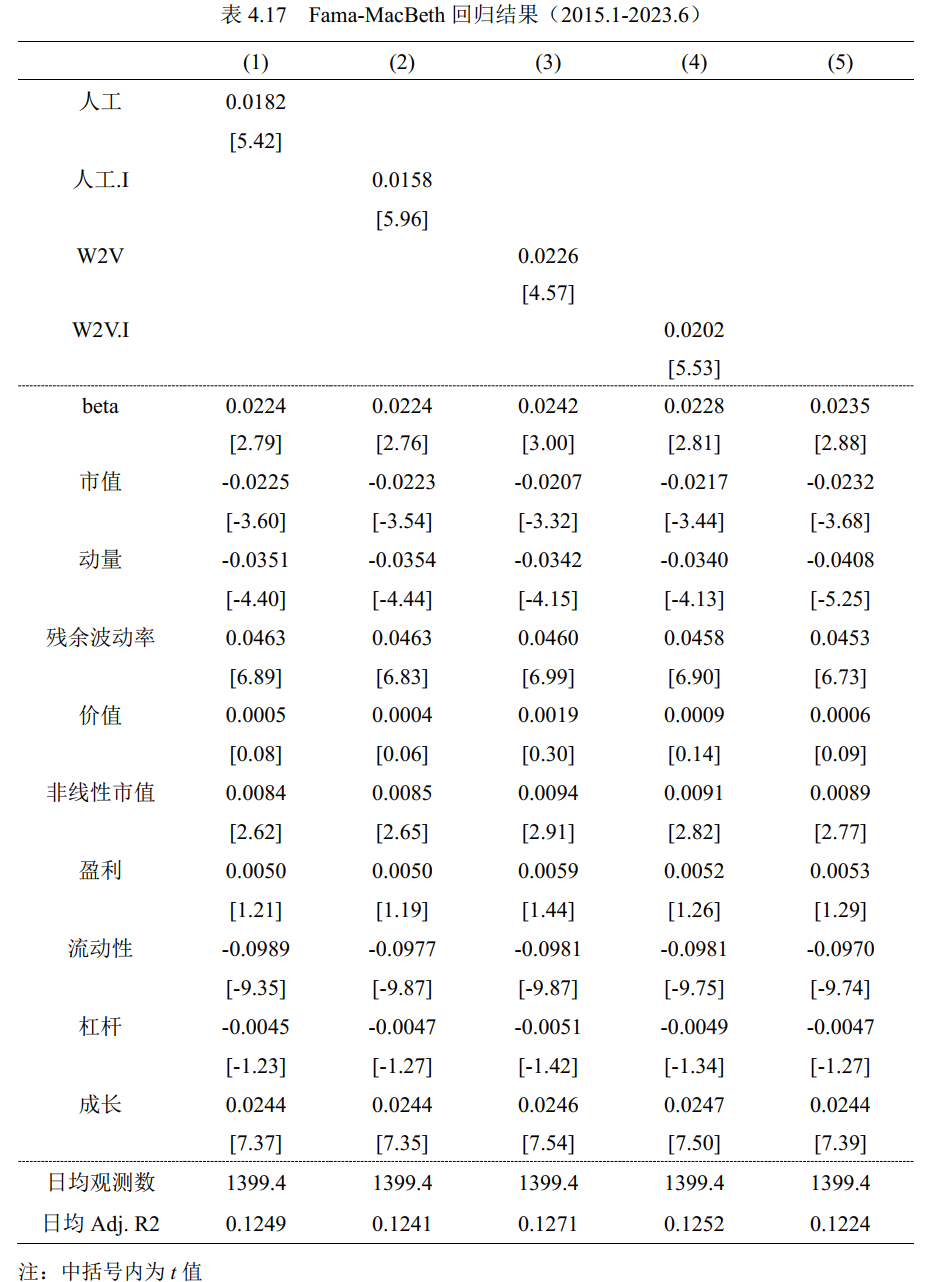 表 4.17 Fama-MacBeth 回归结果（2015.1-2023.6）
(1) (2) (3) (4) (5)
人工 0.0182
[5.42]
人工.I 0.0158
[5.96]
W2V 0.0226
[4.57]
W2V.I 0.0202
[5.53]
beta 0.0224 0.0224 0.0242 0.0228 0.0235
[2.79] [2.76] [3.00] [2.81] [2.88]
市值 -0.0225 -0.0223 -0.0207 -0.0217 -0.0232
[-3.60] [-3.54] [-3.32] [-3.44] [-3.68]
动量 -0.0351 -0.0354 -0.0342 -0.0340 -0.0408
[-4.40] [-4.44] [-4.15] [-4.13] [-5.25]
残余波动率 0.0463 0.0463 0.0460 0.0458 0.0453
[6.89] [6.83] [6.99] [6.90] [6.73]
价值 0.0005 0.0004 0.0019 0.0009 0.0006
[0.08] [0.06] [0.30] [0.14] [0.09]
非线性市值 0.0084 0.0085 0.0094 0.0091 0.0089
[2.62] [2.65] [2.91] [2.82] [2.77]
盈利 0.0050 0.0050 0.0059 0.0052 0.0053
[1.21] [1.19] [1.44] [1.26] [1.29]
流动性 -0.0989 -0.0977 -0.0981 -0.0981 -0.0970
[-9.35] [-9.87] [-9.87] [-9.75] [-9.74]
杠杆 -0.0045 -0.0047 -0.0051 -0.0049 -0.0047
[-1.23] [-1.27] [-1.42] [-1.34] [-1.27]
成长 0.0244 0.0244 0.0246 0.0247 0.0244
[7.37] [7.35] [7.54] [7.50] [7.39]
日均观测数 1399.4 1399.4 1399.4 1399.4 1399.4
日均 Adj. R2 0.1249 0.1241 0.1271 0.1252 0.1224
注：中括号内为 t 值